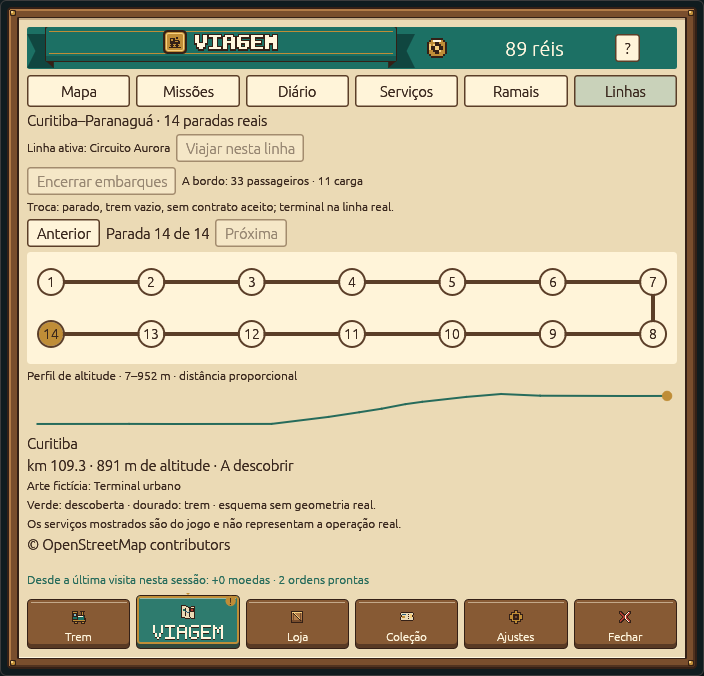 VIAGEM
89 réis
?
Mapa
Missões
Diário
Serviços
Ramais
Linhas
Curitiba–Paranaguá · 14 paradas reais
Linha ativa: Circuito Aurora
Viajar nesta linha
Encerrar embarques
A bordo: 33 passageiros · 11 carga
Troca: parado, trem vazio, sem contrato aceito; terminal na linha real.
Anterior
Parada 14 de 14
Próxima
1 2 3 4 5 6 7
14 13 12 11 10 9 8
Perfil de altitude · 7–952 m · distância proporcional
Curitiba
km 109.3 · 891 m de altitude · A descobrir
Arte fictícia: Terminal urbano
Verde: descoberta · dourado: trem · esquema sem geometria real.
Os serviços mostrados são do jogo e não representam a operação real.
© OpenStreetMap contributors
Desde a última visita nesta sessão: +0 moedas · 2 ordens prontas
Trem
VIAGEM
!
Loja
Coleção
Ajustes
Fechar